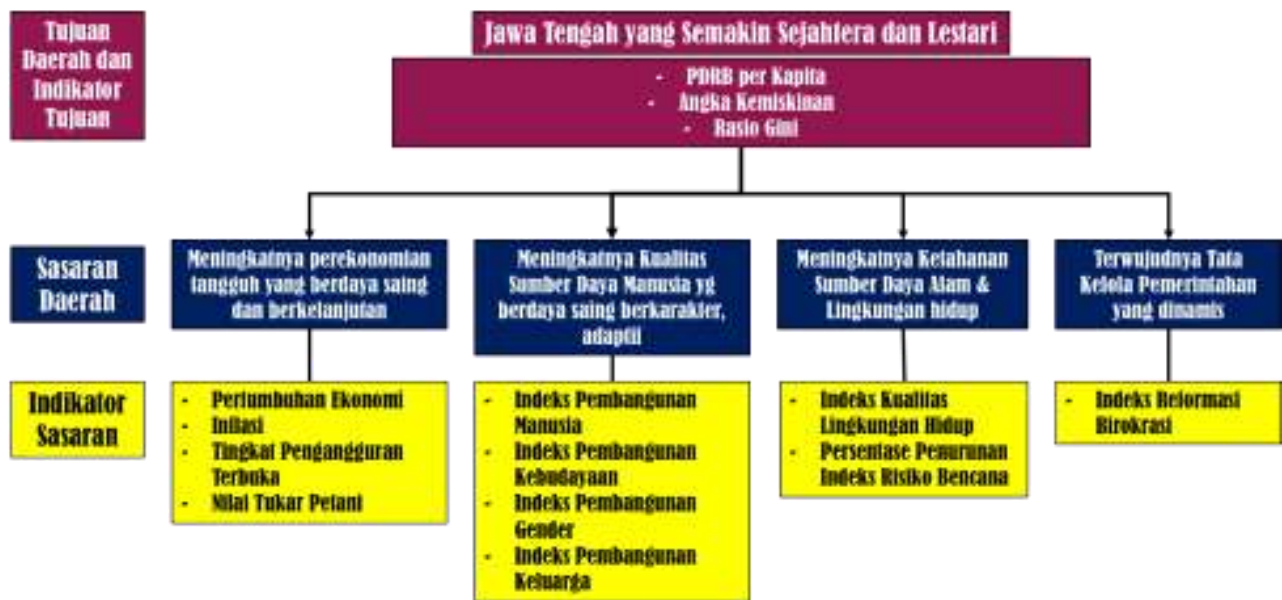 Tujuan
Daerah dan
Indikator
Tujuan
Jawa Tengah yang Semakin Sejahtera dan Lestari
- PDRB per Kapita
- Angka Kemiskinan
- Rasio Gini
Sasaran
Daerah
Meningkatnya perekonomian
tangguh yang berdaya saing
dan berkelanjutan
Meningkatnya Kualitas
Sumber Daya Manusia yg
berdaya saing berkarakter,
adaptif
Meningkatnya Ketahanan
Sumber Daya Alam &
Lingkungan hidup
Terwujudnya Tata
Kelola Pemerintahan
yang dinamis
Indikator
Sasaran
- Pertumbuhan Ekonomi
- Inflasi
- Tingkat Pengangguran
Terbuka
- Nilai Tukar Petani
- Indeks Pembangunan
Manusia
- Indeks Pembangunan
Kebudayaan
- Indeks Pembangunan
Gender
- Indeks Pembangunan
Keluarga
- Indeks Kualitas
Lingkungan Hidup
- Persentase Penurunan
Indeks Risiko Bencana
- Indeks Reformasi
Birokrasi